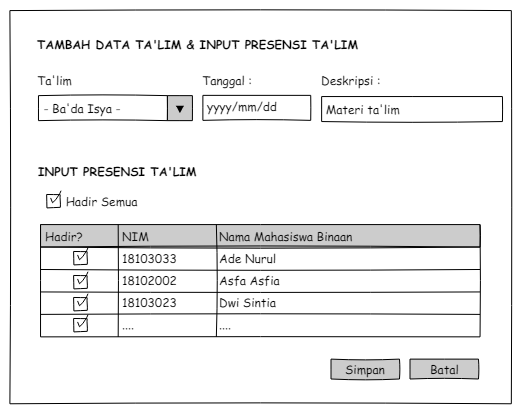 TAMBAH DATA TA'LIM & INPUT PRESENSI TA'LIM
Ta'lim Tanggal : Deskripsi :
- Ba'da Isya - yyyy/mm/dd Materi ta'lim
INPUT PRESENSI TA'LIM
Hadir Semua
Hadir? NIM Nama Mahasiswa Binaan
18103033 Ade Nurul
18102002 Asfa Asfia
18103023 Dwi Sintia
.... ....
Simpan Batal